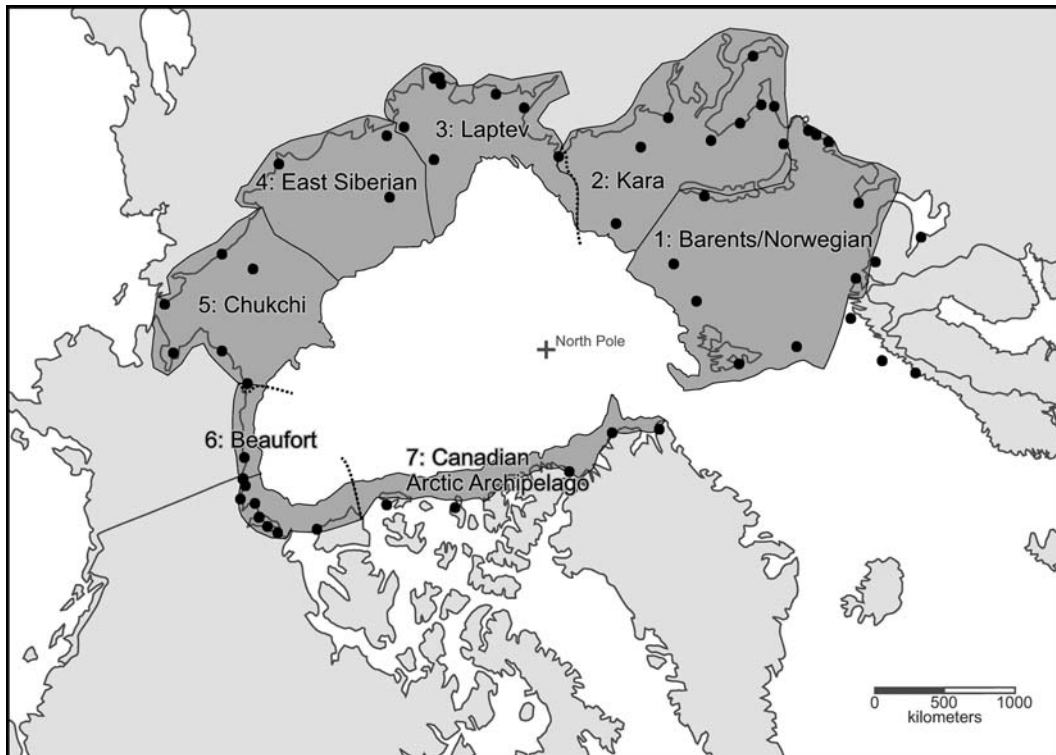 3: Laptev
2: Kara
4: East Siberian
1: Barents/Norwegian
5: Chukchi
North Pole
6: Beaufort
7: Canadian
Arctic Archipelago
0 500 1000
kilometers